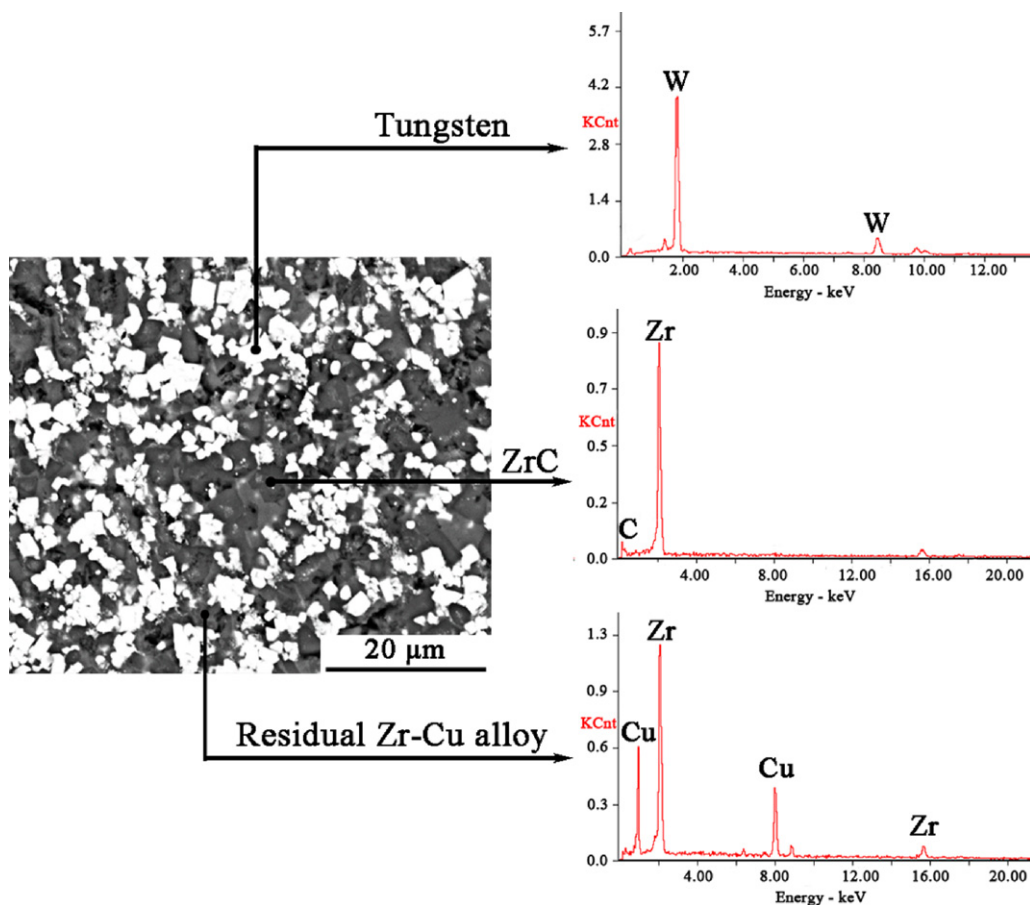 Tungsten
5.7
4.2
W
KCnt
2.8
1.4
W
0.0
2.00 4.00 6.00 8.00 10.00 12.00
Energy - keV
ZrC
0.9
Zr
0.7
KCnt
0.5
0.2
C
0.0
4.00 8.00 12.00 16.00 20.00
Energy - keV
20 µm
Residual Zr-Cu alloy
1.3
Zr
0.9
KCnt
Cu
0.6
Cu
0.3
Zr
0.0
4.00 8.00 12.00 16.00 20.00
Energy - keV